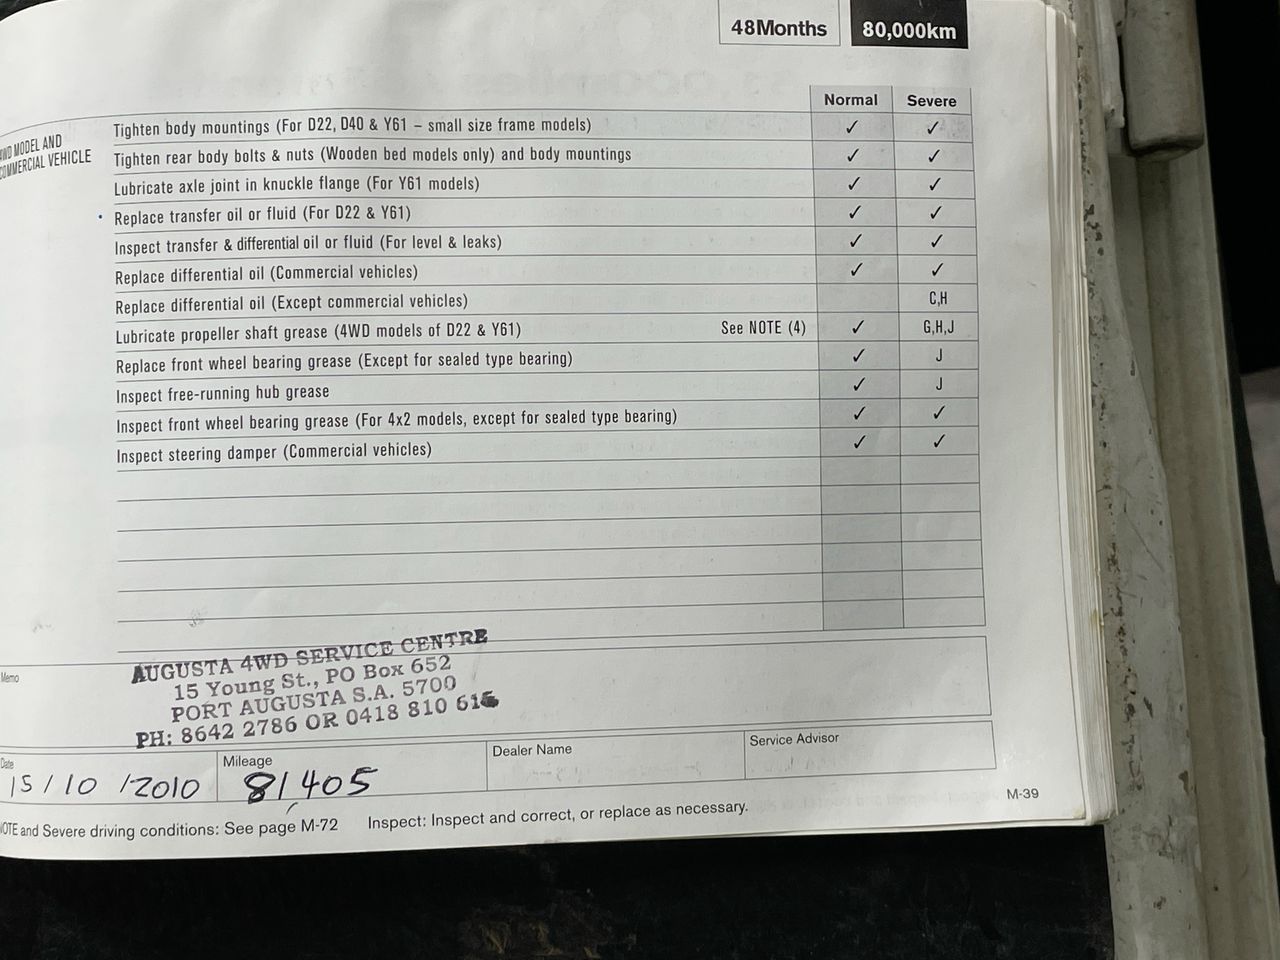 48Months 80,000km
Normal Severe
4WD MODEL AND
COMMERCIAL VEHICLE
Tighten body mountings (For D22, D40 & Y61 – small size frame models) ✓ ✓
Tighten rear body bolts & nuts (Wooden bed models only) and body mountings ✓ ✓
Lubricate axle joint in knuckle flange (For Y61 models) ✓ ✓
Replace transfer oil or fluid (For D22 & Y61) ✓ ✓
Inspect transfer & differential oil or fluid (For level & leaks) ✓ ✓
Replace differential oil (Commercial vehicles) ✓ ✓
Replace differential oil (Except commercial vehicles) C,H
Lubricate propeller shaft grease (4WD models of D22 & Y61) See NOTE (4) ✓ G,H,J
Replace front wheel bearing grease (Except for sealed type bearing) ✓ J
Inspect free-running hub grease ✓ J
Inspect front wheel bearing grease (For 4x2 models, except for sealed type bearing) ✓ ✓
Inspect steering damper (Commercial vehicles) ✓ ✓
Memo
AUGUSTA 4WD SERVICE CENTRE
15 Young St., PO Box 652
PORT AUGUSTA S.A. 5700
PH: 8642 2786 OR 0418 810
Date Mileage Dealer Name Service Advisor
15/10/2010 81405
NOTE and Severe driving conditions: See page M-72 Inspect: Inspect and correct, or replace as necessary.
M-39